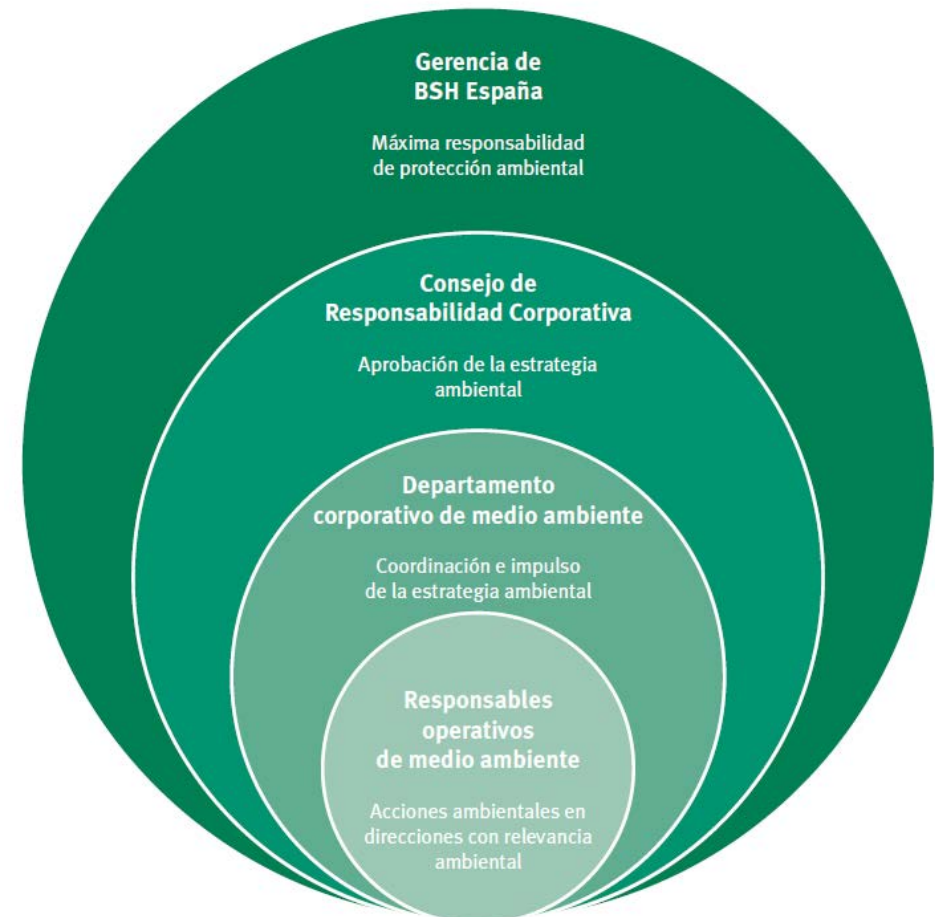 Gerencia de
BSH España
Máxima responsabilidad
de protección ambiental
Consejo de
Responsabilidad Corporativa
Aprobación de la estrategia
ambiental
Departamento
corporativo de medio ambiente
Coordinación e impulso
de la estrategia ambiental
Responsables
operativos
de medio ambiente
Acciones ambientales en
direcciones con relevancia
ambiental